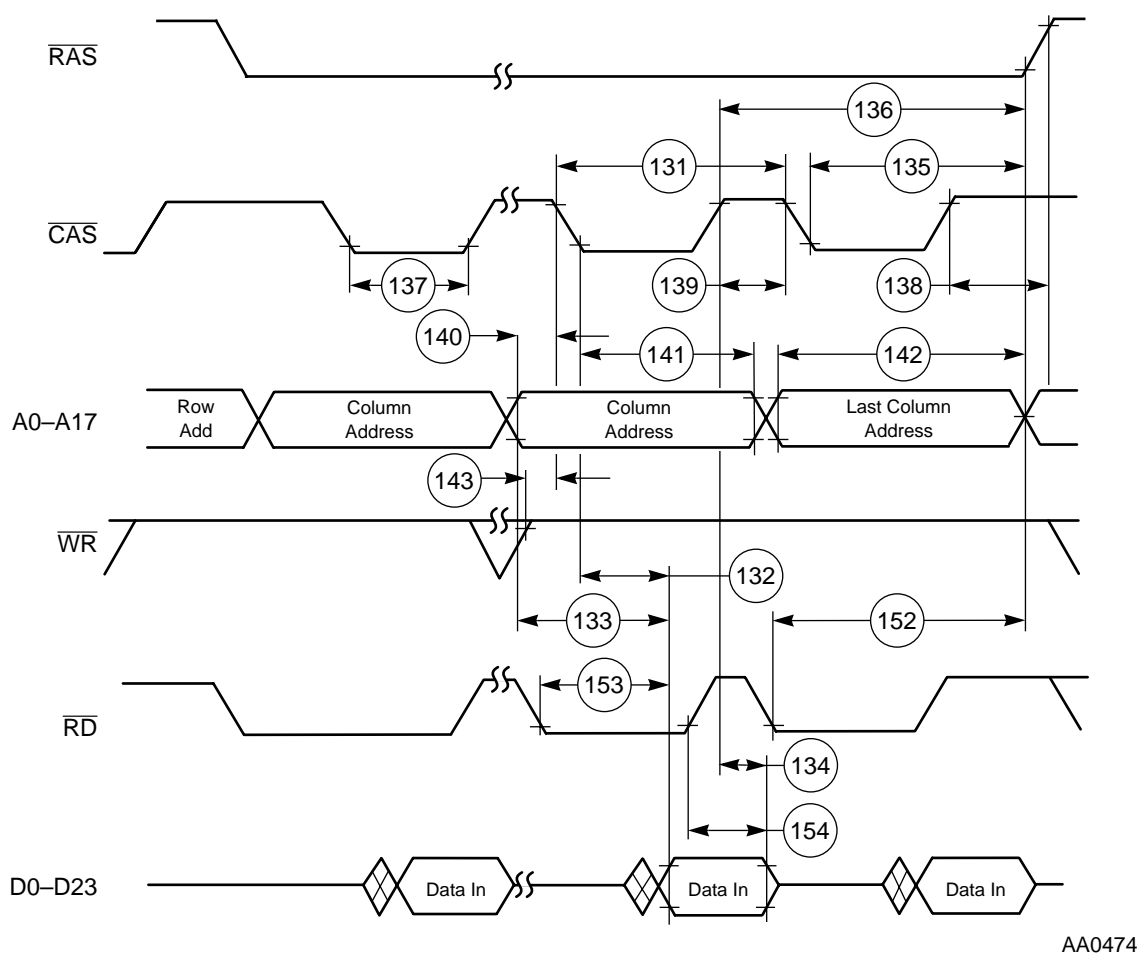 RAS
136
131
135
CAS
137
139
138
140
141
142
A0–A17
Row
Add
Column
Address
Column
Address
Last Column
Address
143
WR
132
133
152
153
RD
134
154
D0–D23
Data In
Data In
Data In
AA0474